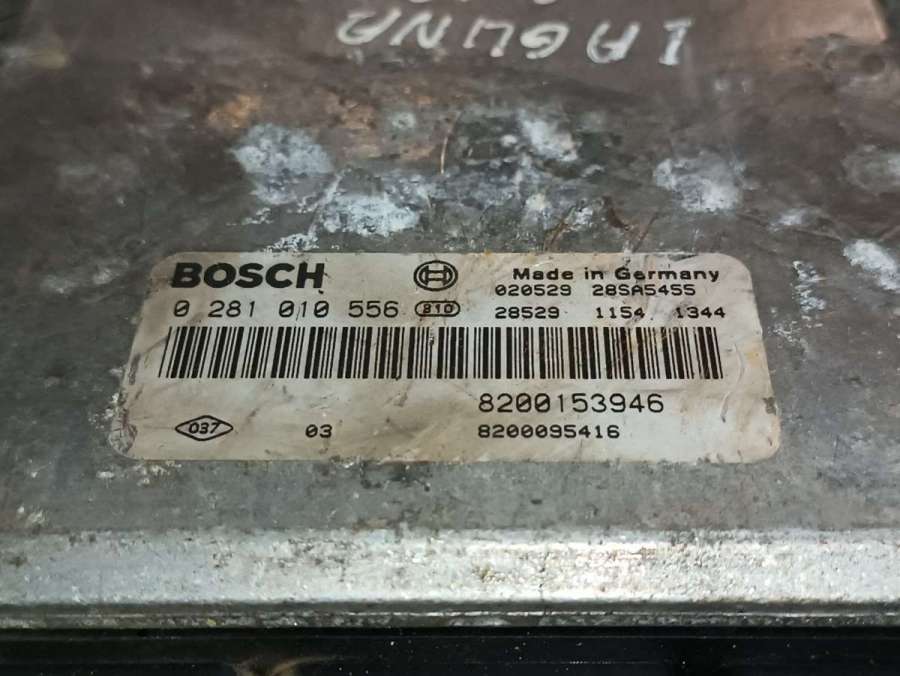 LAGUNA
BOSCH Made in Germany
020529 28SA5455
0 281 010 556 810 28529 1154 1344
8200153946
037 03 8200095416